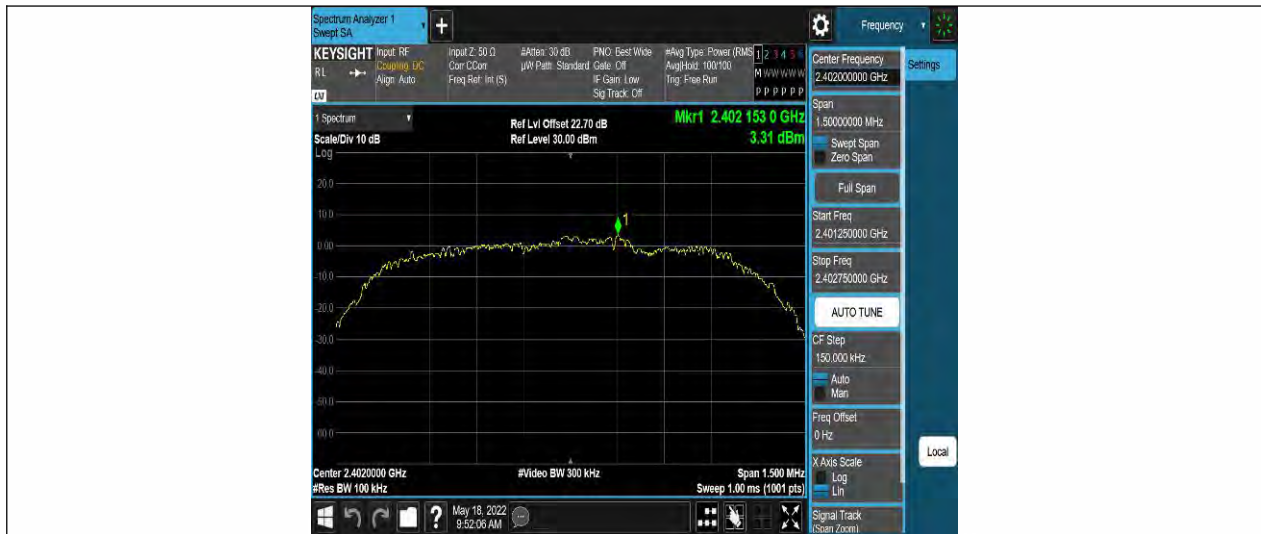 Spectrum Analyzer 1
Swept SA
Frequency
KEYSIGHT
RL
Input: RF
Coupling: DC
Align: Auto
Input Z: 50 Ω
Corr CCorr
Freq Ref: Int (S)
#Atten: 30 dB
µW Path: Standard
PNO: Best Wide
Gate: Off
IF Gain: Low
Sig Track: Off
#Avg Type: Power (RMS
Avg|Hold: 100/100
Trig: Free Run
1 2 3 4 5 6
M W W W W W
P P P P P P
1 Spectrum
Scale/Div 10 dB
Log
Ref Lvl Offset 22.70 dB
Ref Level 30.00 dBm
Mkr1 2.402 153 0 GHz
3.31 dBm
20.0
10.0
0.00
-10.0
-20.0
-30.0
-40.0
-50.0
-60.0
1
Center 2.4020000 GHz
#Res BW 100 kHz
#Video BW 300 kHz
Span 1.500 MHz
Sweep 1.00 ms (1001 pts)
May 18, 2022
9:52:06 AM
?
Center Frequency
2.402000000 GHz
Settings
Span
1.50000000 MHz
Swept Span
Zero Span
Full Span
Start Freq
2.401250000 GHz
Stop Freq
2.402750000 GHz
AUTO TUNE
CF Step
150.000 kHz
Auto
Man
Freq Offset
0 Hz
X Axis Scale
Log
Lin
Local
Signal Track
(Span Zoom)